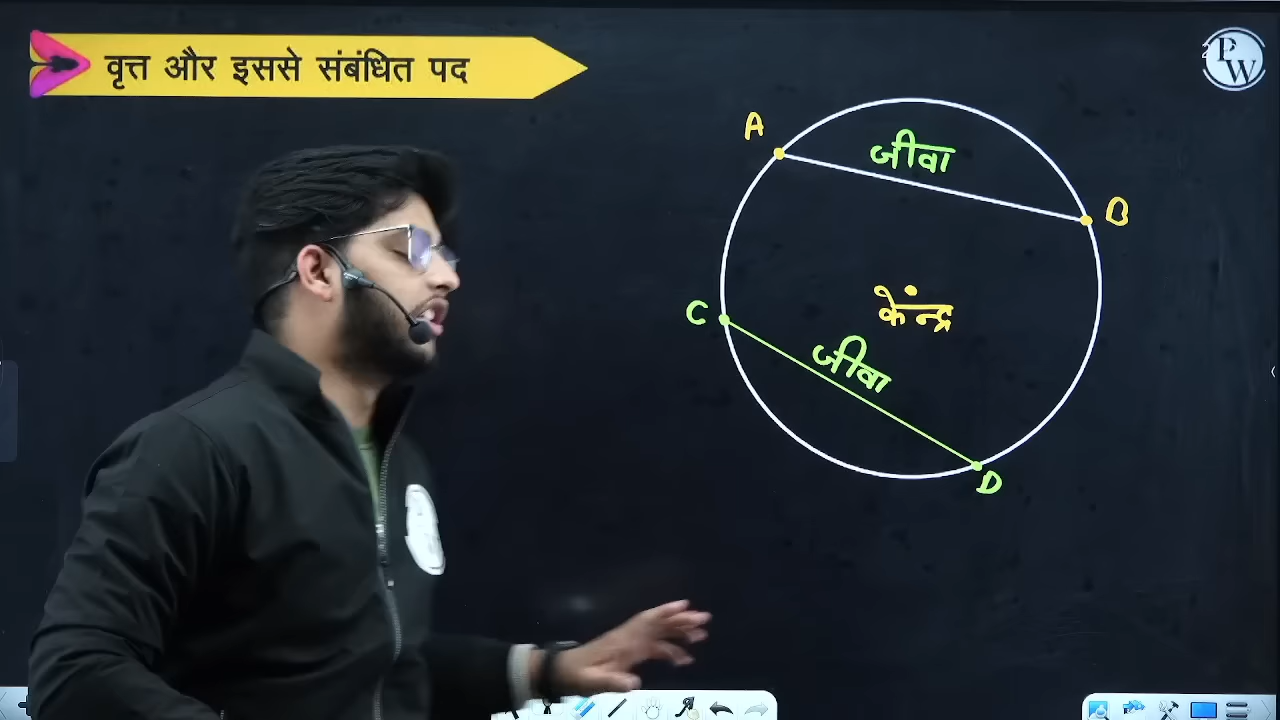 वृत्त और इससे संबंधित पद
PW
A
जीवा
B
केन्द्र
C
जीवा
D